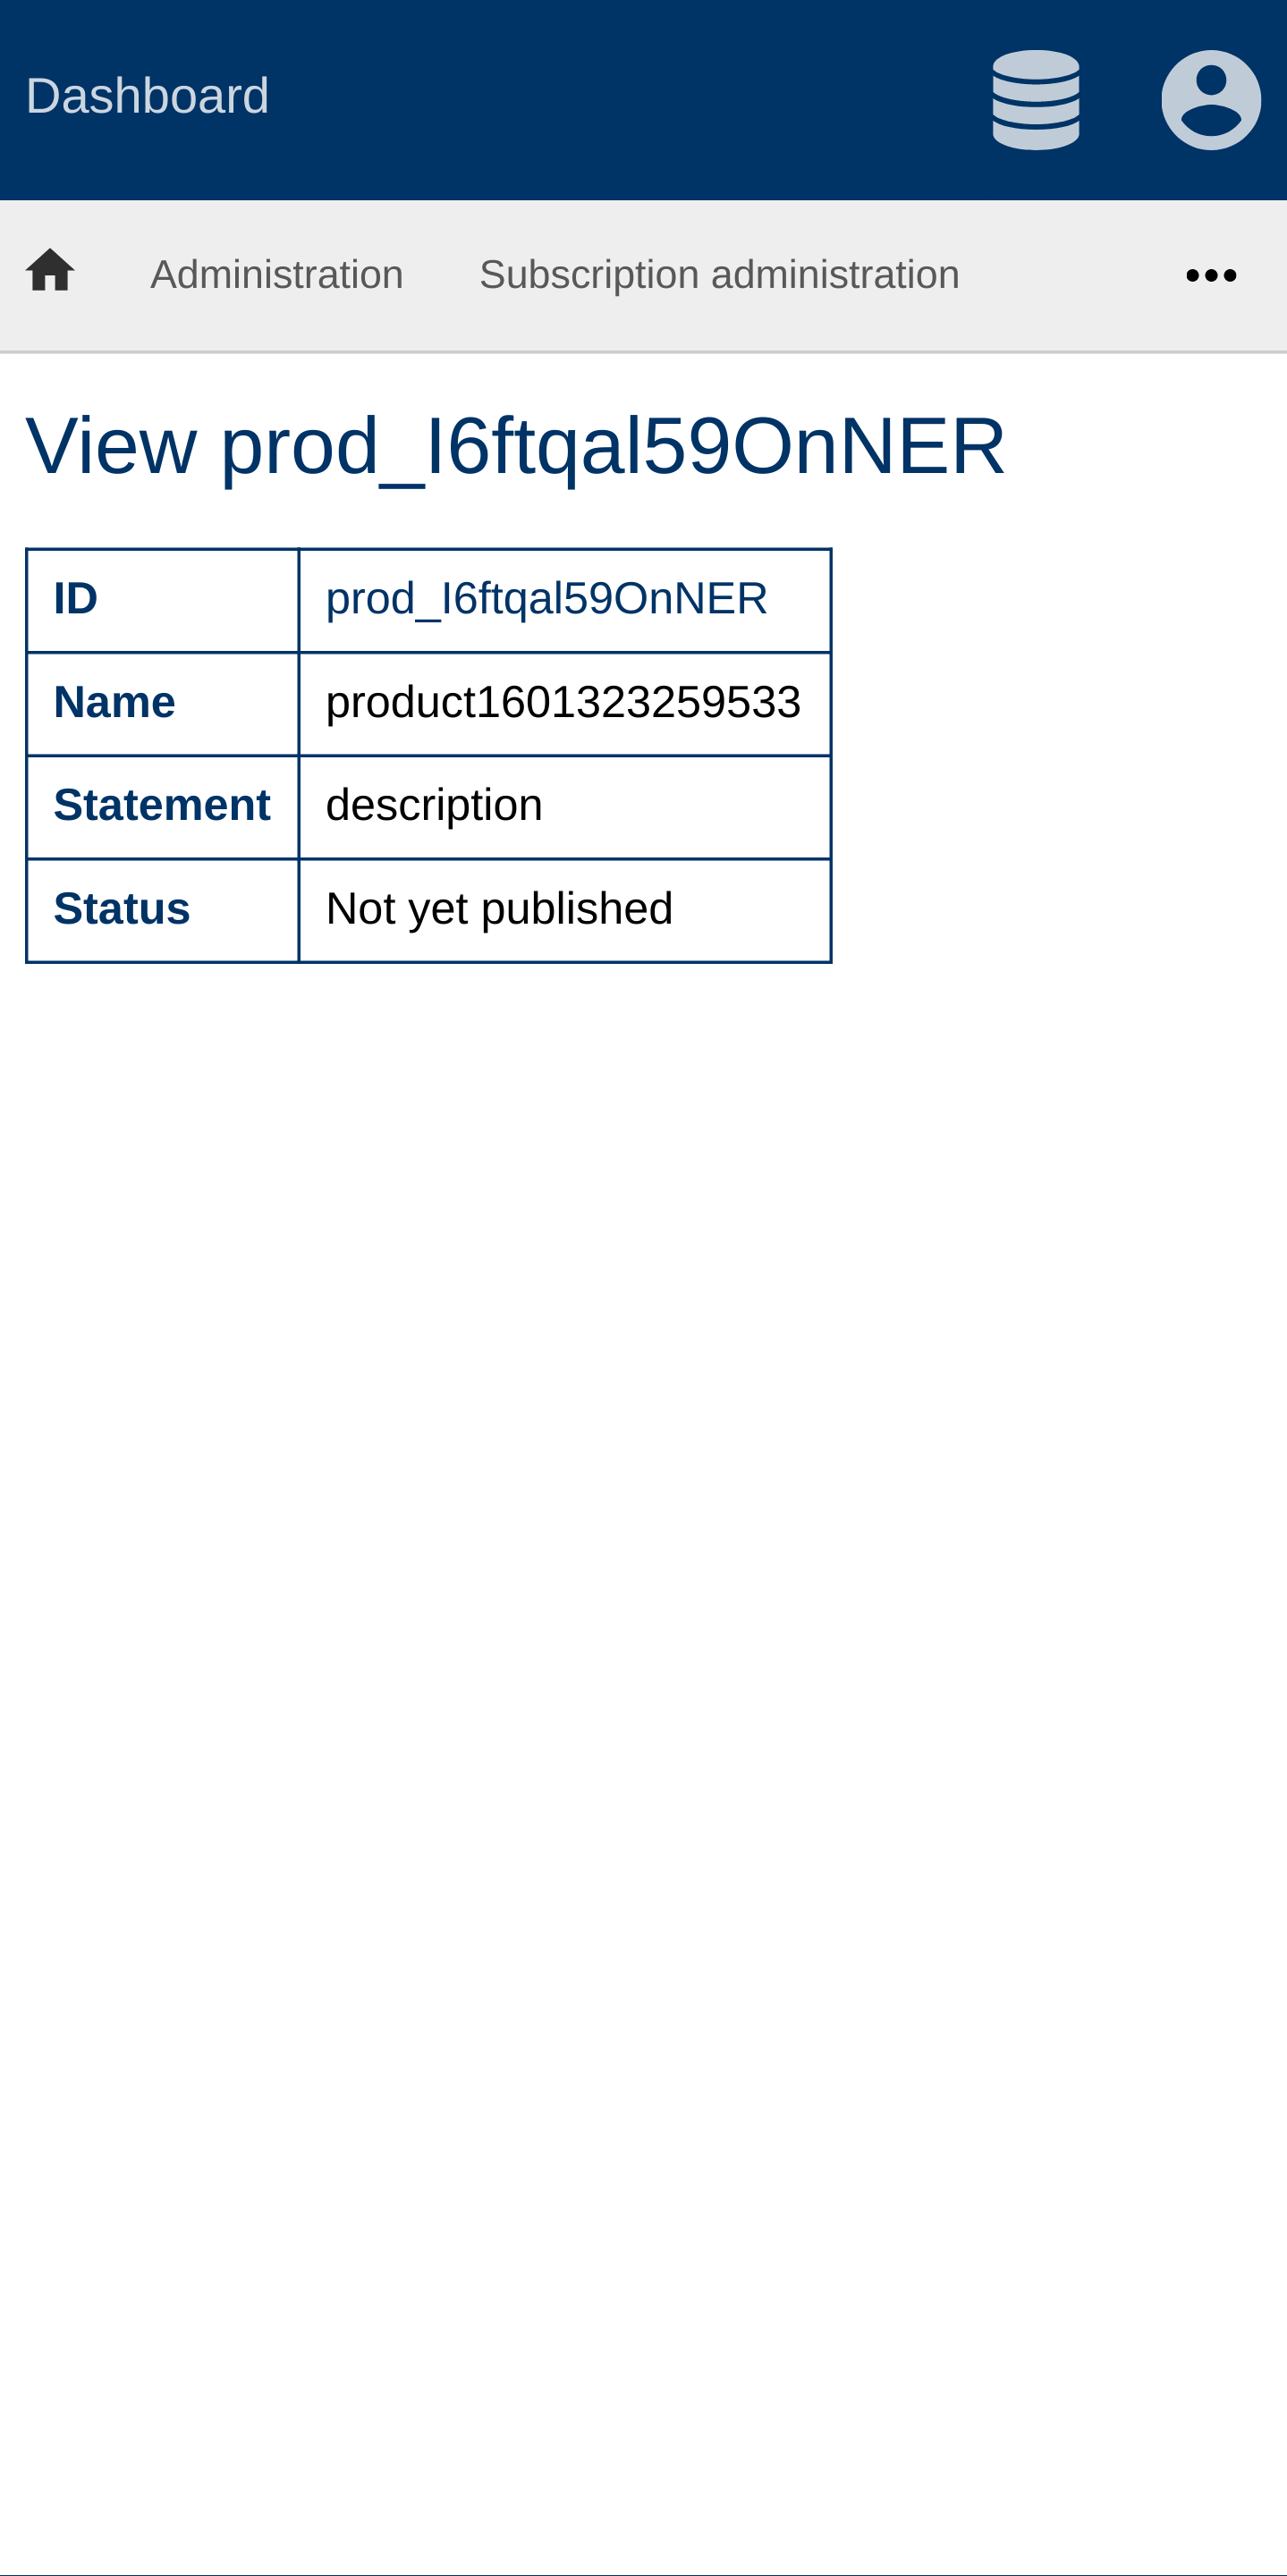 Dashboard
Administration Subscription administration
View prod_I6ftqal59OnNER
ID prod_I6ftqal59OnNER
Name product1601323259533
Statement description
Status Not yet published